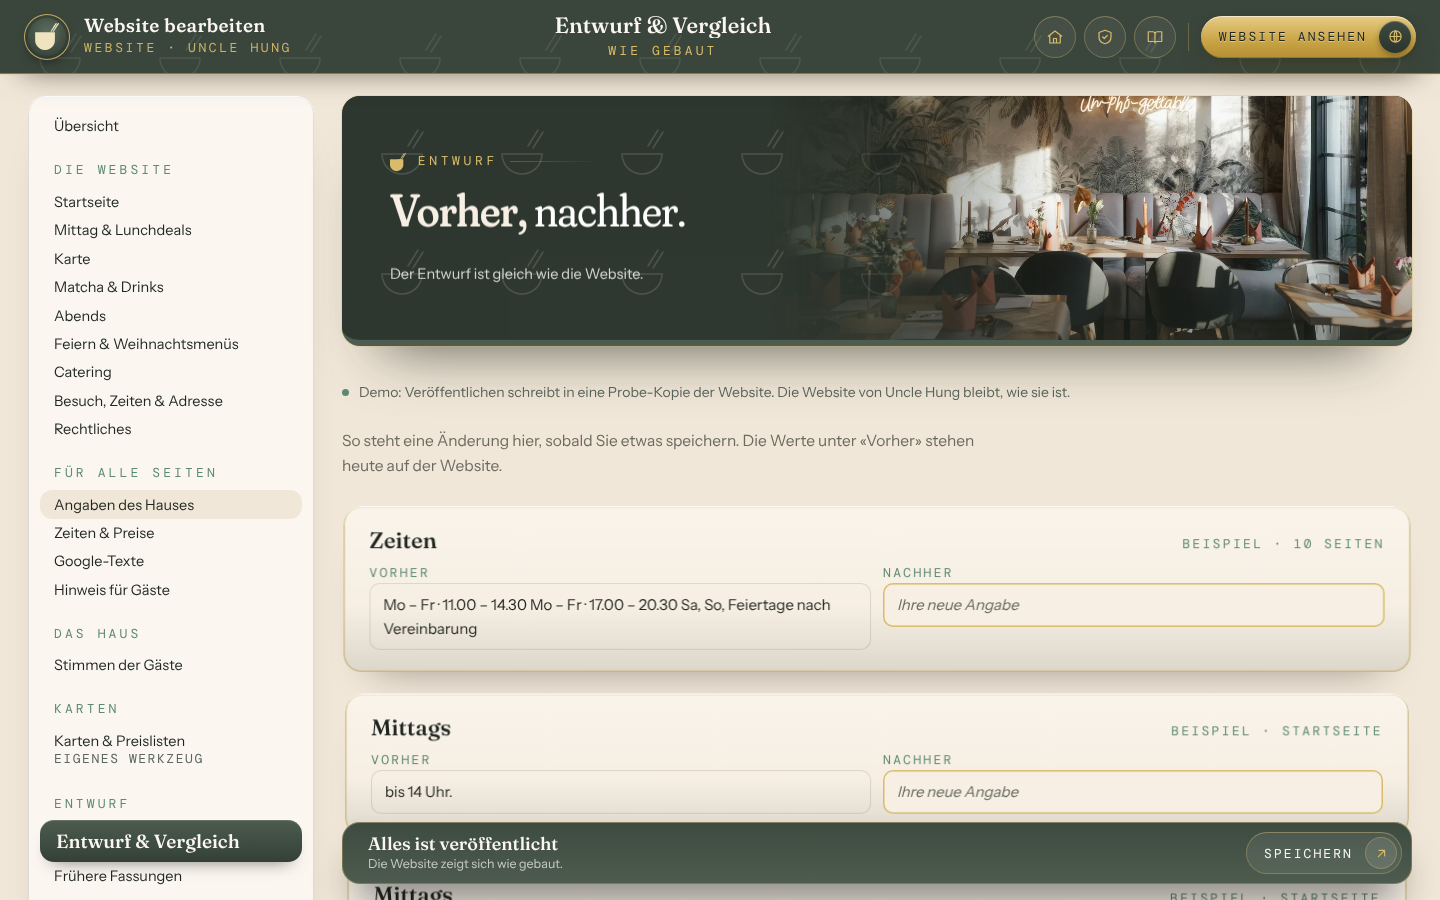 Website bearbeiten
WEBSITE · UNCLE HUNG
Entwurf & Vergleich
WIE GEBAUT
WEBSITE ANSEHEN
Übersicht
DIE WEBSITE
Startseite
Mittag & Lunchdeals
Karte
Matcha & Drinks
Abends
Feiern & Weihnachtsmenüs
Catering
Besuch, Zeiten & Adresse
Rechtliches
FÜR ALLE SEITEN
Angaben des Hauses
Zeiten & Preise
Google-Texte
Hinweis für Gäste
DAS HAUS
Stimmen der Gäste
KARTEN
Karten & Preislisten
EIGENES WERKZEUG
ENTWURF
Entwurf & Vergleich
Frühere Fassungen
Um-Phó-gettable
ENTWURF
Vorher, nachher.
Der Entwurf ist gleich wie die Website.
Demo: Veröffentlichen schreibt in eine Probe-Kopie der Website. Die Website von Uncle Hung bleibt, wie sie ist.
So steht eine Änderung hier, sobald Sie etwas speichern. Die Werte unter «Vorher» stehen
heute auf der Website.
Zeiten
BEISPIEL · 10 SEITEN
VORHER
NACHHER
Mo – Fr · 11.00 – 14.30 Mo – Fr · 17.00 – 20.30 Sa, So, Feiertage nach
Vereinbarung
Ihre neue Angabe
Mittags
BEISPIEL · STARTSEITE
VORHER
NACHHER
bis 14 Uhr.
Ihre neue Angabe
Alles ist veröffentlicht
Die Website zeigt sich wie gebaut.
SPEICHERN
Mittags
BEISPIEL · STARTSEITE